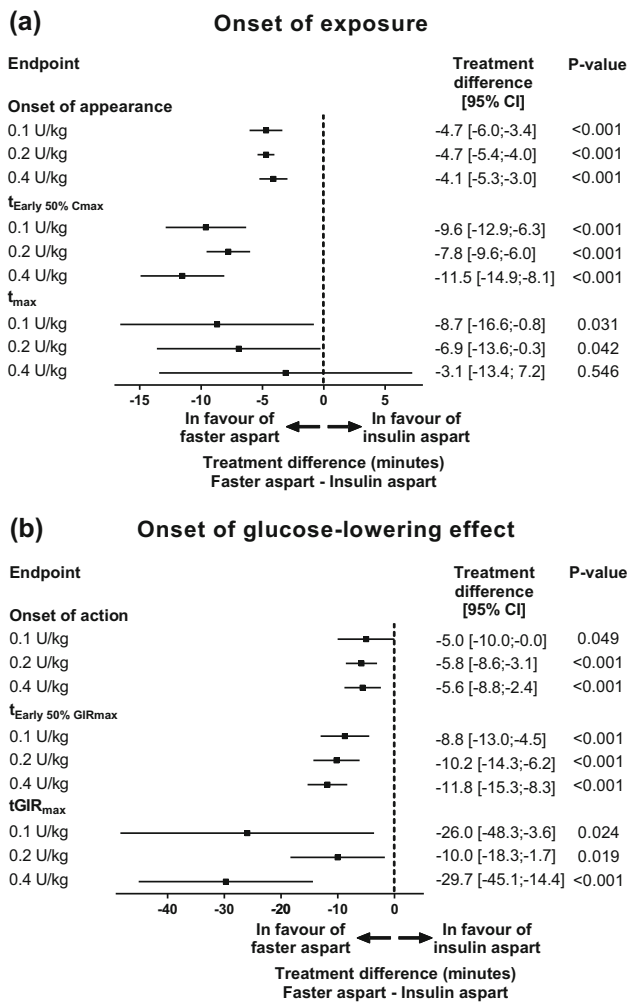 (a) Onset of exposure
Endpoint Treatment difference [95% CI] P-value
Onset of appearance
0.1 U/kg -4.7 [-6.0;-3.4] <0.001
0.2 U/kg -4.7 [-5.4;-4.0] <0.001
0.4 U/kg -4.1 [-5.3;-3.0] <0.001
tEarly 50% Cmax
0.1 U/kg -9.6 [-12.9;-6.3] <0.001
0.2 U/kg -7.8 [-9.6;-6.0] <0.001
0.4 U/kg -11.5 [-14.9;-8.1] <0.001
tmax
0.1 U/kg -8.7 [-16.6;-0.8] 0.031
0.2 U/kg -6.9 [-13.6;-0.3] 0.042
0.4 U/kg -3.1 [-13.4; 7.2] 0.546
-15 -10 -5 0 5
In favour of faster aspart In favour of insulin aspart
Treatment difference (minutes)
Faster aspart - Insulin aspart
(b) Onset of glucose-lowering effect
Endpoint Treatment difference [95% CI] P-value
Onset of action
0.1 U/kg -5.0 [-10.0;-0.0] 0.049
0.2 U/kg -5.8 [-8.6;-3.1] <0.001
0.4 U/kg -5.6 [-8.8;-2.4] <0.001
tEarly 50% GIRmax
0.1 U/kg -8.8 [-13.0;-4.5] <0.001
0.2 U/kg -10.2 [-14.3;-6.2] <0.001
0.4 U/kg -11.8 [-15.3;-8.3] <0.001
tGIRmax
0.1 U/kg -26.0 [-48.3;-3.6] 0.024
0.2 U/kg -10.0 [-18.3;-1.7] 0.019
0.4 U/kg -29.7 [-45.1;-14.4] <0.001
-40 -30 -20 -10 0
In favour of faster aspart In favour of insulin aspart
Treatment difference (minutes)
Faster aspart - Insulin aspart